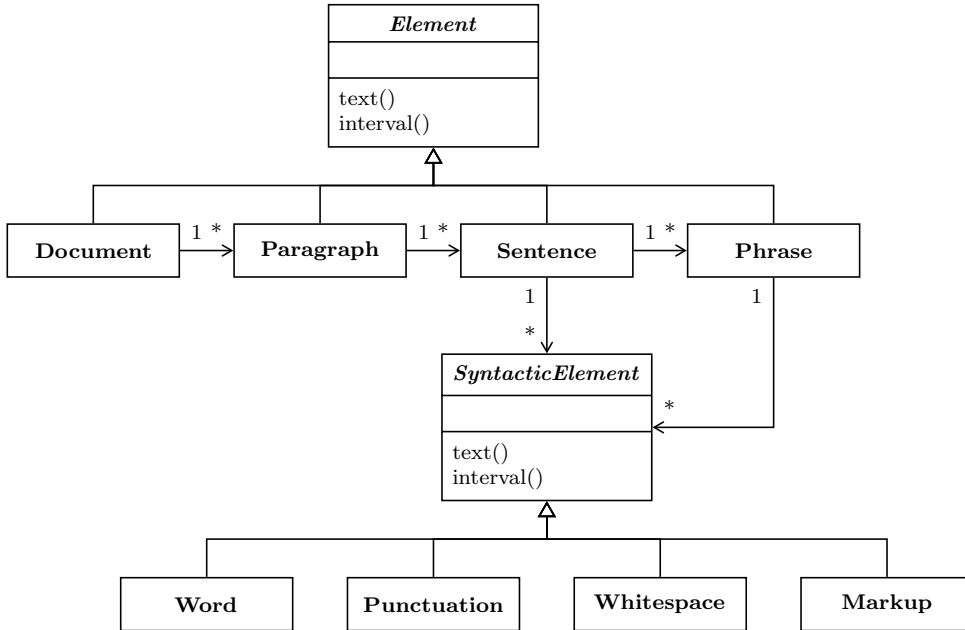 Element
text()
interval()
1 * 1 * 1 *
Document Paragraph Sentence Phrase
1 1
*
SyntacticElement
*
text()
interval()
Word Punctuation Whitespace Markup